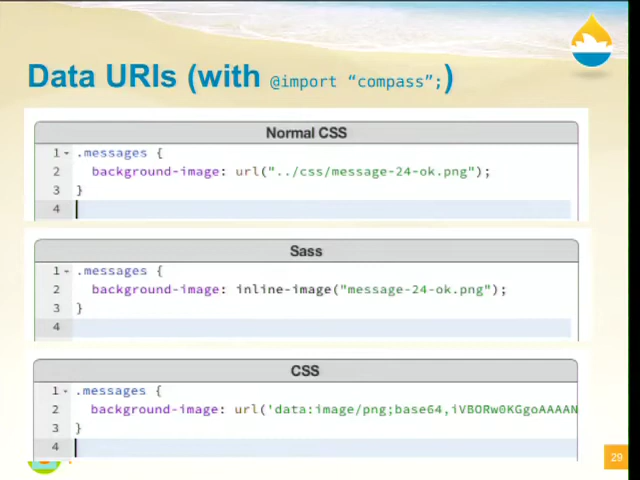 Data URIs (with @import “compass”;)
Normal CSS
1 .messages {
2 background-image: url("../css/message-24-ok.png");
3 }
4
Sass
1 .messages {
2 background-image: inline-image("message-24-ok.png");
3 }
4
CSS
1 .messages {
2 background-image: url('data:image/png;base64,iVBORw0KGgoAAAAN
3 }
4
29